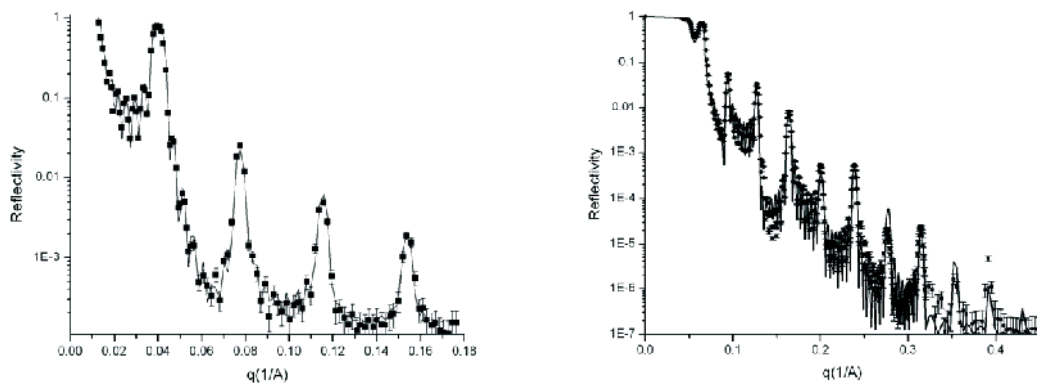 1
0.1
0.01
1E-3
Reflectivity
0.00 0.02 0.04 0.06 0.08 0.10 0.12 0.14 0.16 0.18
q(1/A)
1
0.1
0.01
1E-3
1E-4
1E-5
1E-6
1E-7
Reflectivity
0.0 0.1 0.2 0.3 0.4
q(1/A)